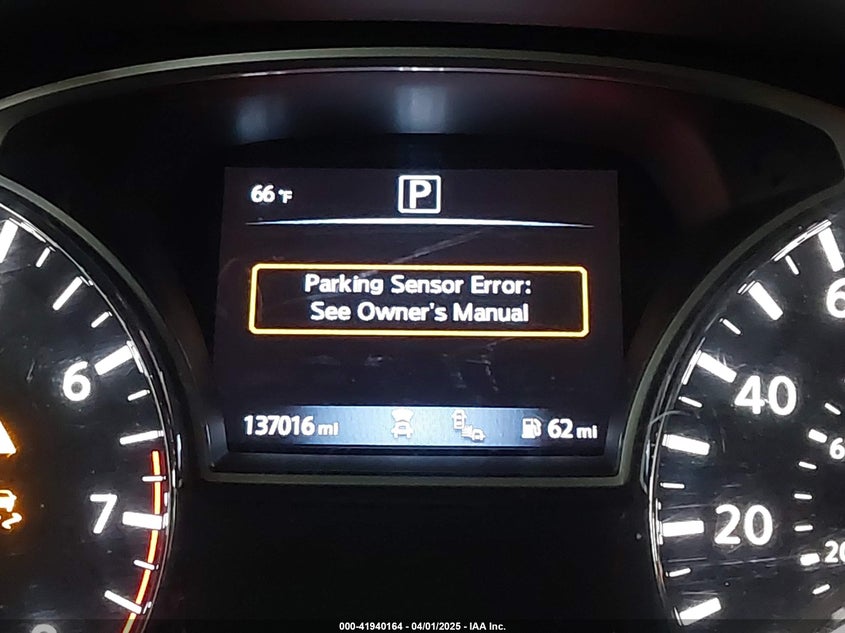 66 °F P
Parking Sensor Error:
See Owner's Manual
137016 mi 62 mi
6
7
40
20
000-41940164 - 04/01/2025 - IAA Inc.